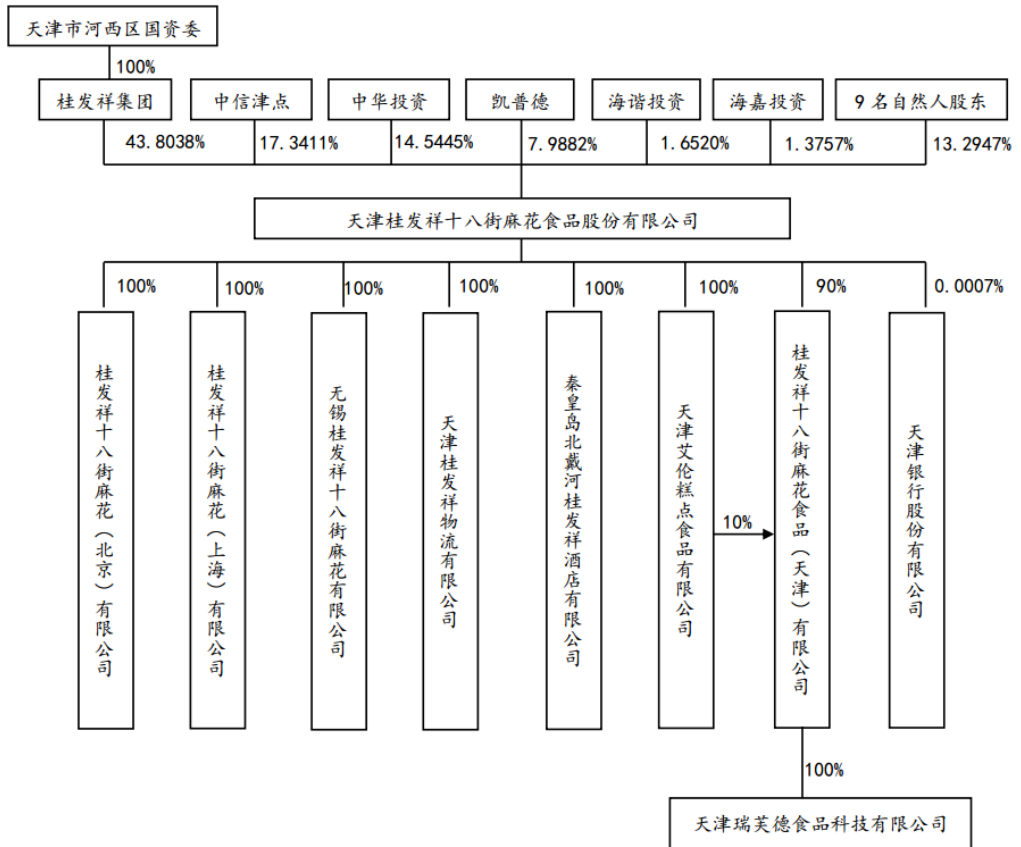 天津市河西区国资委
100%
桂发祥集团
中信津点
中华投资
凯普德
海谐投资
海嘉投资
9 名自然人股东
43.8038%
17.3411%
14.5445%
7.9882%
1.6520%
1.3757%
13.2947%
天津桂发祥十八街麻花食品股份有限公司
100%
100%
100%
100%
100%
100%
90%
0.0007%
桂发祥十八街麻花（北京）有限公司
桂发祥十八街麻花（上海）有限公司
无锡桂发祥十八街麻花有限公司
天津桂发祥物流有限公司
秦皇岛北戴河桂发祥酒店有限公司
天津艾伦糕点食品有限公司
10%
桂发祥十八街麻花食品（天津）有限公司
天津银行股份有限公司
100%
天津瑞芙德食品科技有限公司